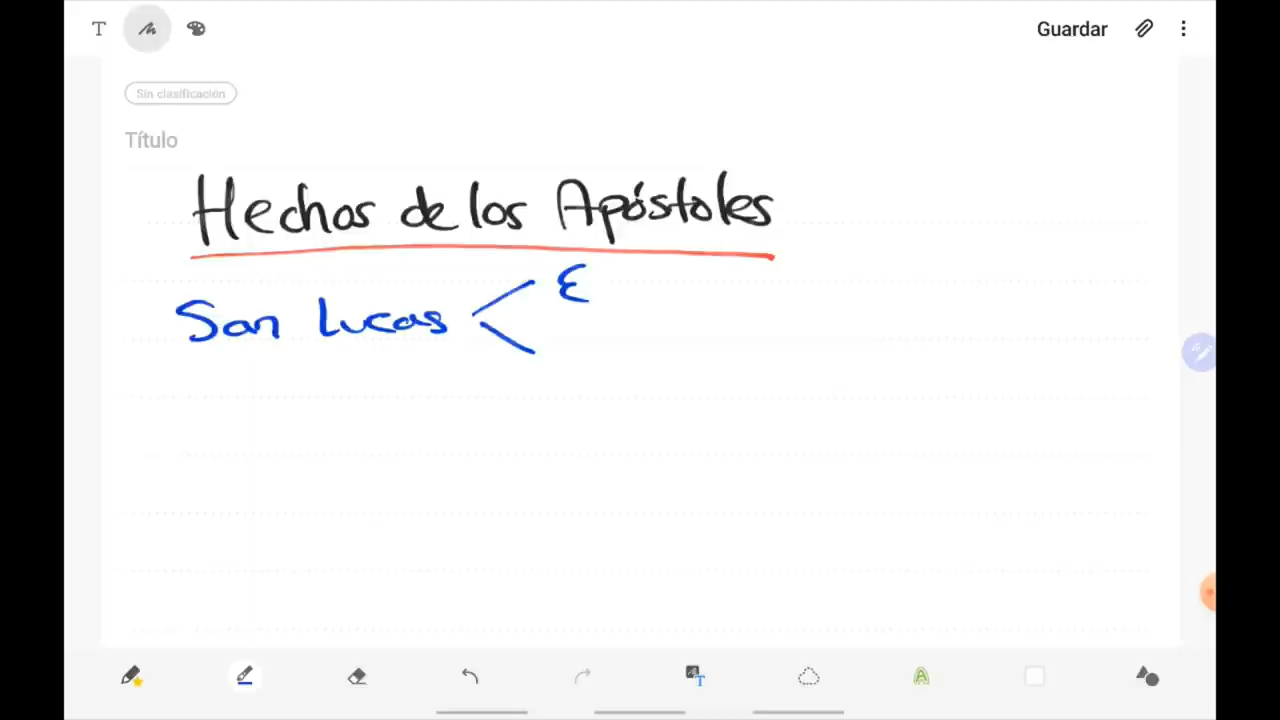 Guardar
Sin clasificación
Título
Hechos de los Apóstoles
San Lucas < E